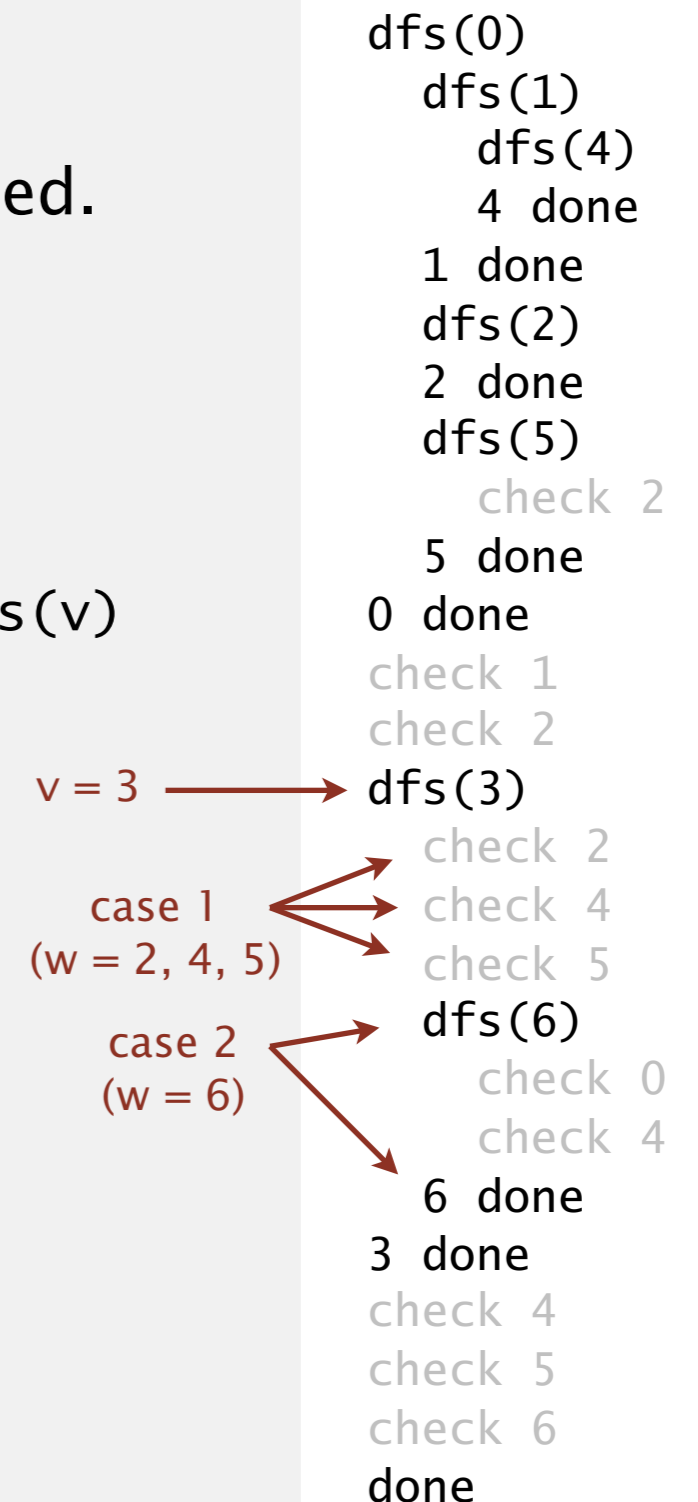 ed.
s(v)
v = 3
case 1
(w = 2, 4, 5)
case 2
(w = 6)
dfs(0)
dfs(1)
dfs(4)
4 done
1 done
dfs(2)
2 done
dfs(5)
check 2
5 done
0 done
check 1
check 2
dfs(3)
check 2
check 4
check 5
dfs(6)
check 0
check 4
6 done
3 done
check 4
check 5
check 6
done